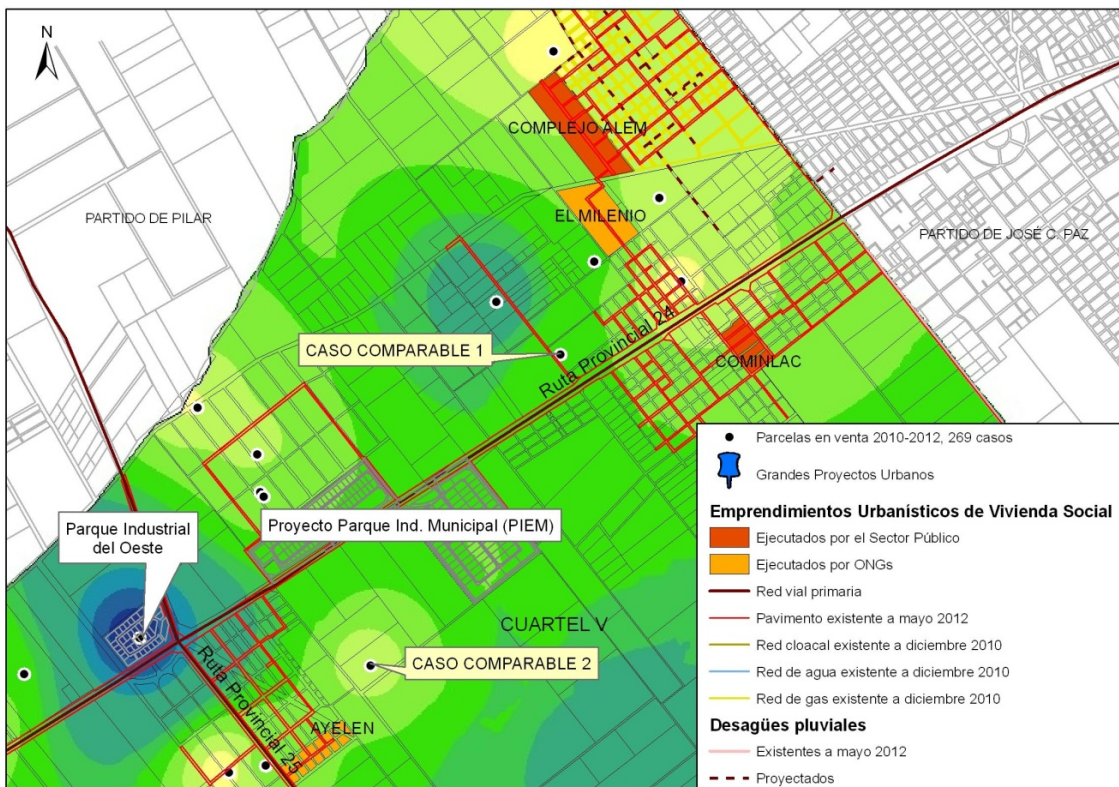 N
COMPLEJO ALEM
PARTIDO DE PILAR
EL MILENIO
PARTIDO DE JOSÉ C. PAZ
CASO COMPARABLE 1
Ruta Provincial 24
COMINLAC
Parque Industrial
del Oeste
Proyecto Parque Ind. Municipal (PIEM)
CUARTEL V
CASO COMPARABLE 2
Ruta Provincial 25
AYELEN
Parcelas en venta 2010-2012, 269 casos
Grandes Proyectos Urbanos
Emprendimientos Urbanísticos de Vivienda Social
Ejecutados por el Sector Público
Ejecutados por ONGs
Red vial primaria
Pavimento existente a mayo 2012
Red cloacal existente a diciembre 2010
Red de agua existente a diciembre 2010
Red de gas existente a diciembre 2010
Desagües pluviales
Existentes a mayo 2012
Proyectados